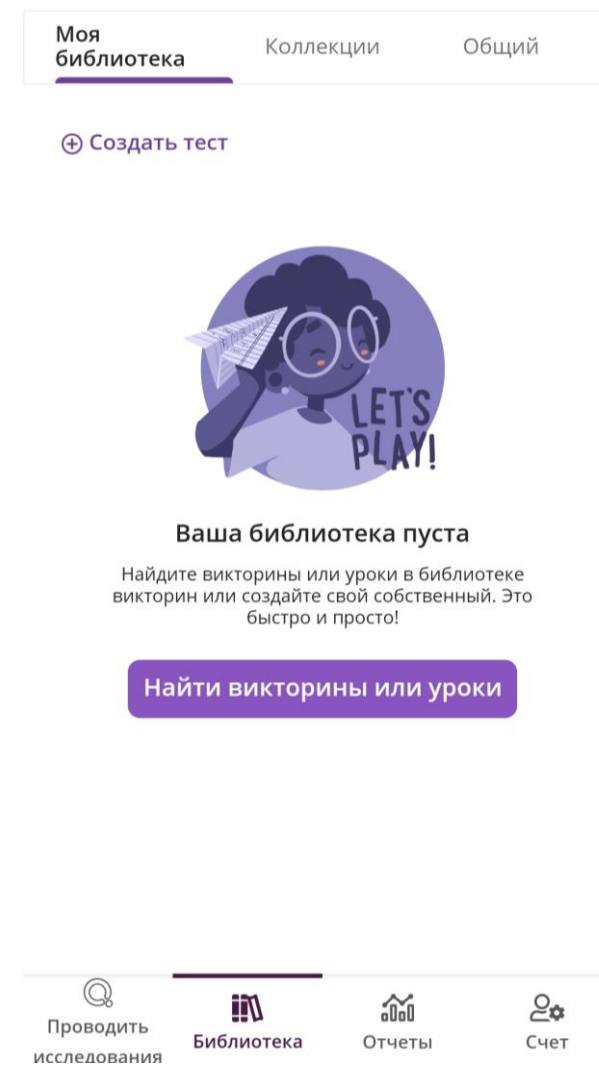 Моя
библиотека
Коллекции
Общий
Создать тест
LET'S
PLAY!
Ваша библиотека пуста
Найдите викторины или уроки в библиотеке
викторин или создайте свой собственный. Это
быстро и просто!
Найти викторины или уроки
Проводить
исследования
Библиотека
Отчеты
Счет